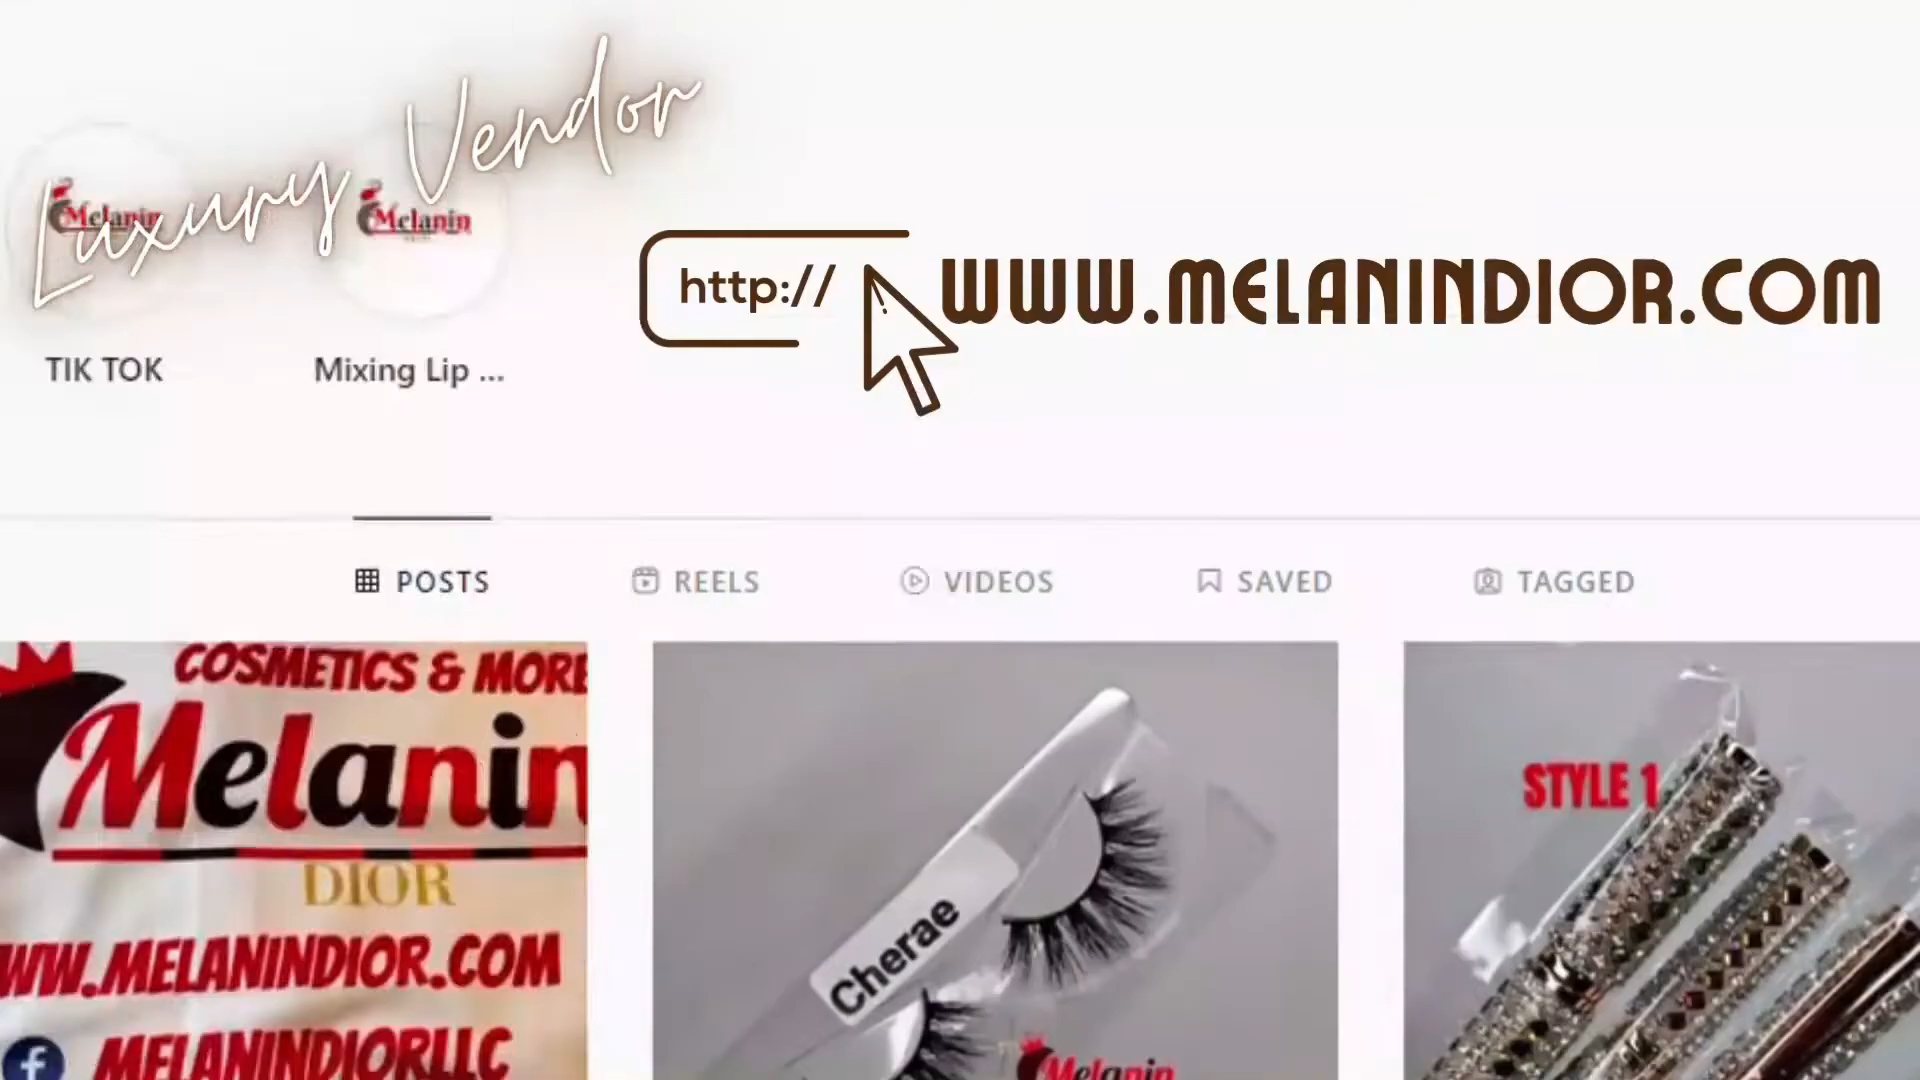 Luxury Vendor
Melanin
Melanin
http://
WWW.MELANINDIOR.COM
TIK TOK
Mixing Lip ...
POSTS
REELS
VIDEOS
SAVED
TAGGED
COSMETICS & MORE
Melanin
DIOR
WW.MELANINDIOR.COM
f MELANINDIORLLC
Cherae
Melanin
STYLE 1